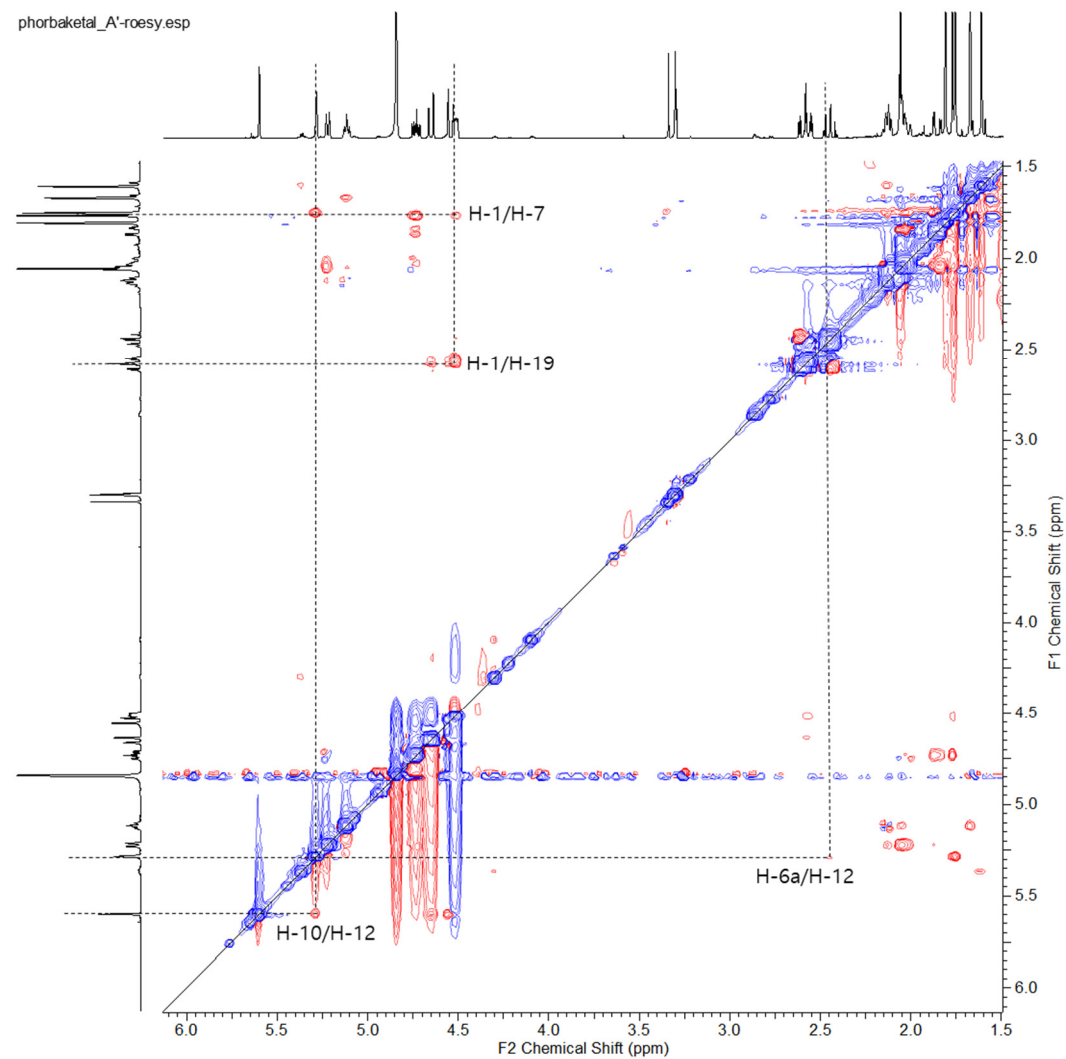 phorbaketal_A'-roesy.esp
1.5
H-1/H-7
2.0
2.5
H-1/H-19
3.0
3.5
F1 Chemical Shift (ppm)
4.0
4.5
5.0
H-6a/H-12
5.5
H-10/H-12
6.0
6.0 5.5 5.0 4.5 4.0 3.5 3.0 2.5 2.0 1.5
F2 Chemical Shift (ppm)